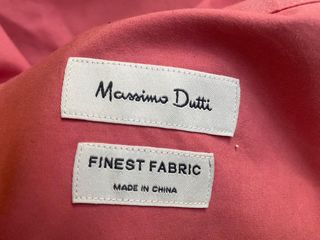 Massimo Dutti
FINEST FABRIC
MADE IN CHINA